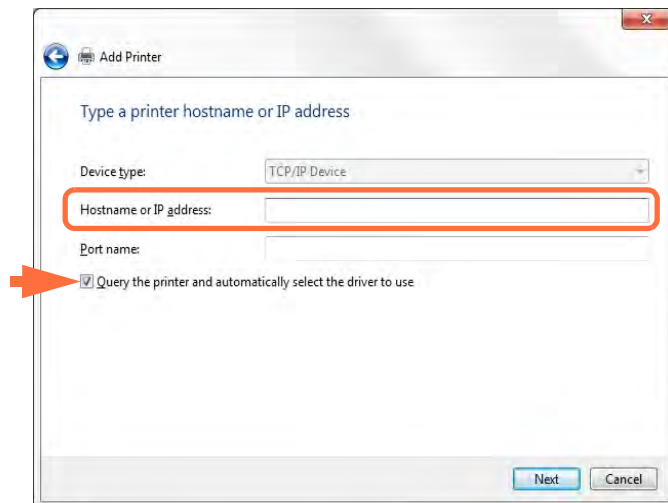 Add Printer
Type a printer hostname or IP address
Device type: TCP/IP Device
Hostname or IP address:
Port name:
Query the printer and automatically select the driver to use
Next Cancel